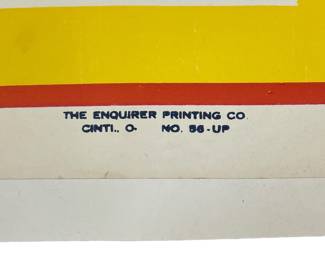 THE ENQUIRER PRINTING CO.
CINTI., O- NO. 56-UP